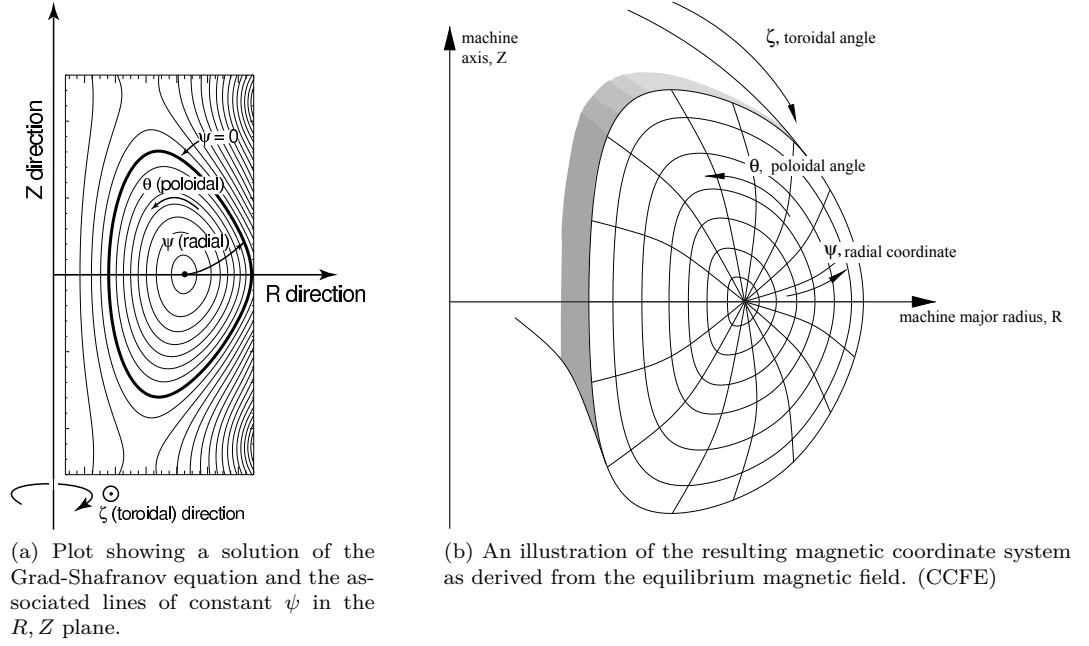 Z direction
ψ = 0
θ (poloidal)
ψ (radial)
R direction
ζ (toroidal) direction
(a) Plot showing a solution of the
Grad-Shafranov equation and the as-
sociated lines of constant ψ in the
R, Z plane.
machine
axis, Z
ζ, toroidal angle
θ, poloidal angle
ψ, radial coordinate
machine major radius, R
(b) An illustration of the resulting magnetic coordinate system
as derived from the equilibrium magnetic field. (CCFE)